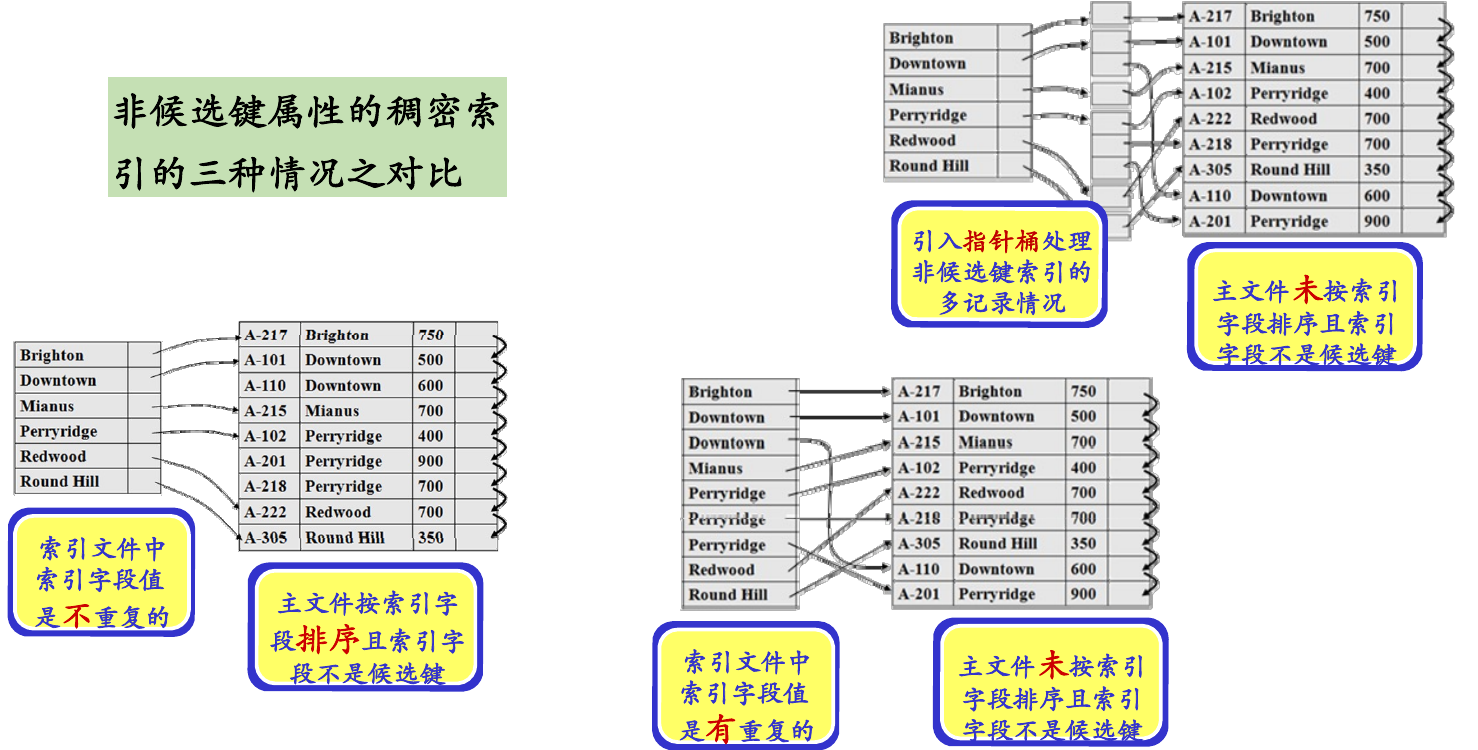 非候选键属性的稠密索
引的三种情况之对比
Brighton
Downtown
Mianus
Perryridge
Redwood
Round Hill
A-217 Brighton 750
A-101 Downtown 500
A-215 Mianus 700
A-102 Perryridge 400
A-222 Redwood 700
A-218 Perryridge 700
A-305 Round Hill 350
A-110 Downtown 600
A-201 Perryridge 900
引入指针桶处理
非候选键索引的
多记录情况
主文件未按索引
字段排序且索引
字段不是候选键
Brighton
Downtown
Mianus
Perryridge
Redwood
Round Hill
A-217 Brighton 750
A-101 Downtown 500
A-110 Downtown 600
A-215 Mianus 700
A-102 Perryridge 400
A-201 Perryridge 900
A-218 Perryridge 700
A-222 Redwood 700
A-305 Round Hill 350
索引文件中
索引字段值
是不重复的
主文件按索引字
段排序且索引字
段不是候选键
Brighton
Downtown
Downtown
Mianus
Perryridge
Perryridge
Perryridge
Redwood
Round Hill
A-217 Brighton 750
A-101 Downtown 500
A-215 Mianus 700
A-102 Perryridge 400
A-222 Redwood 700
A-218 Perryridge 700
A-305 Round Hill 350
A-110 Downtown 600
A-201 Perryridge 900
索引文件中
索引字段值
是有重复的
主文件未按索引
字段排序且索引
字段不是候选键